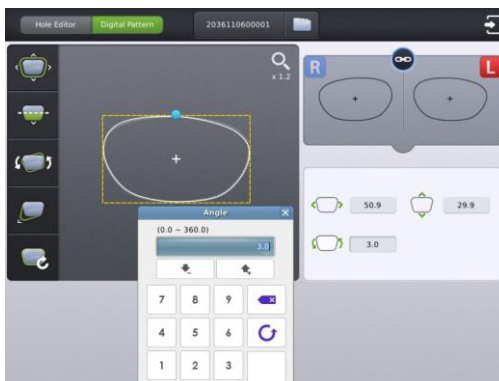 Hole Editor Digital Pattern 2036110600001
x 1.2
R L
Angle
(0.0 ~ 360.0)
3.0
7 8 9
4 5 6
1 2 3
50.9 29.9
3.0